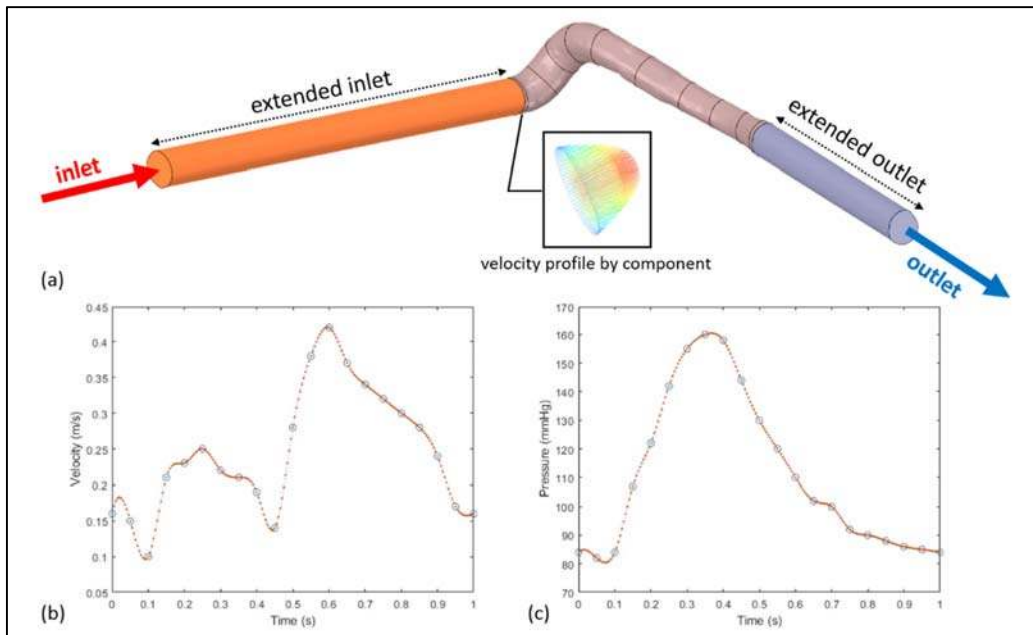 extended inlet
inlet
extended outlet
outlet
velocity profile by component
(a)
0.45
0.4
0.35
0.3
0.25
0.2
0.15
0.1
0.05
Velocity (m/s)
0 0.1 0.2 0.3 0.4 0.5 0.6 0.7 0.8 0.9 1
Time (s)
(b)
170
160
150
140
130
120
110
100
90
80
70
Pressure (mmHg)
0 0.1 0.2 0.3 0.4 0.5 0.6 0.7 0.8 0.9 1
Time (s)
(c)